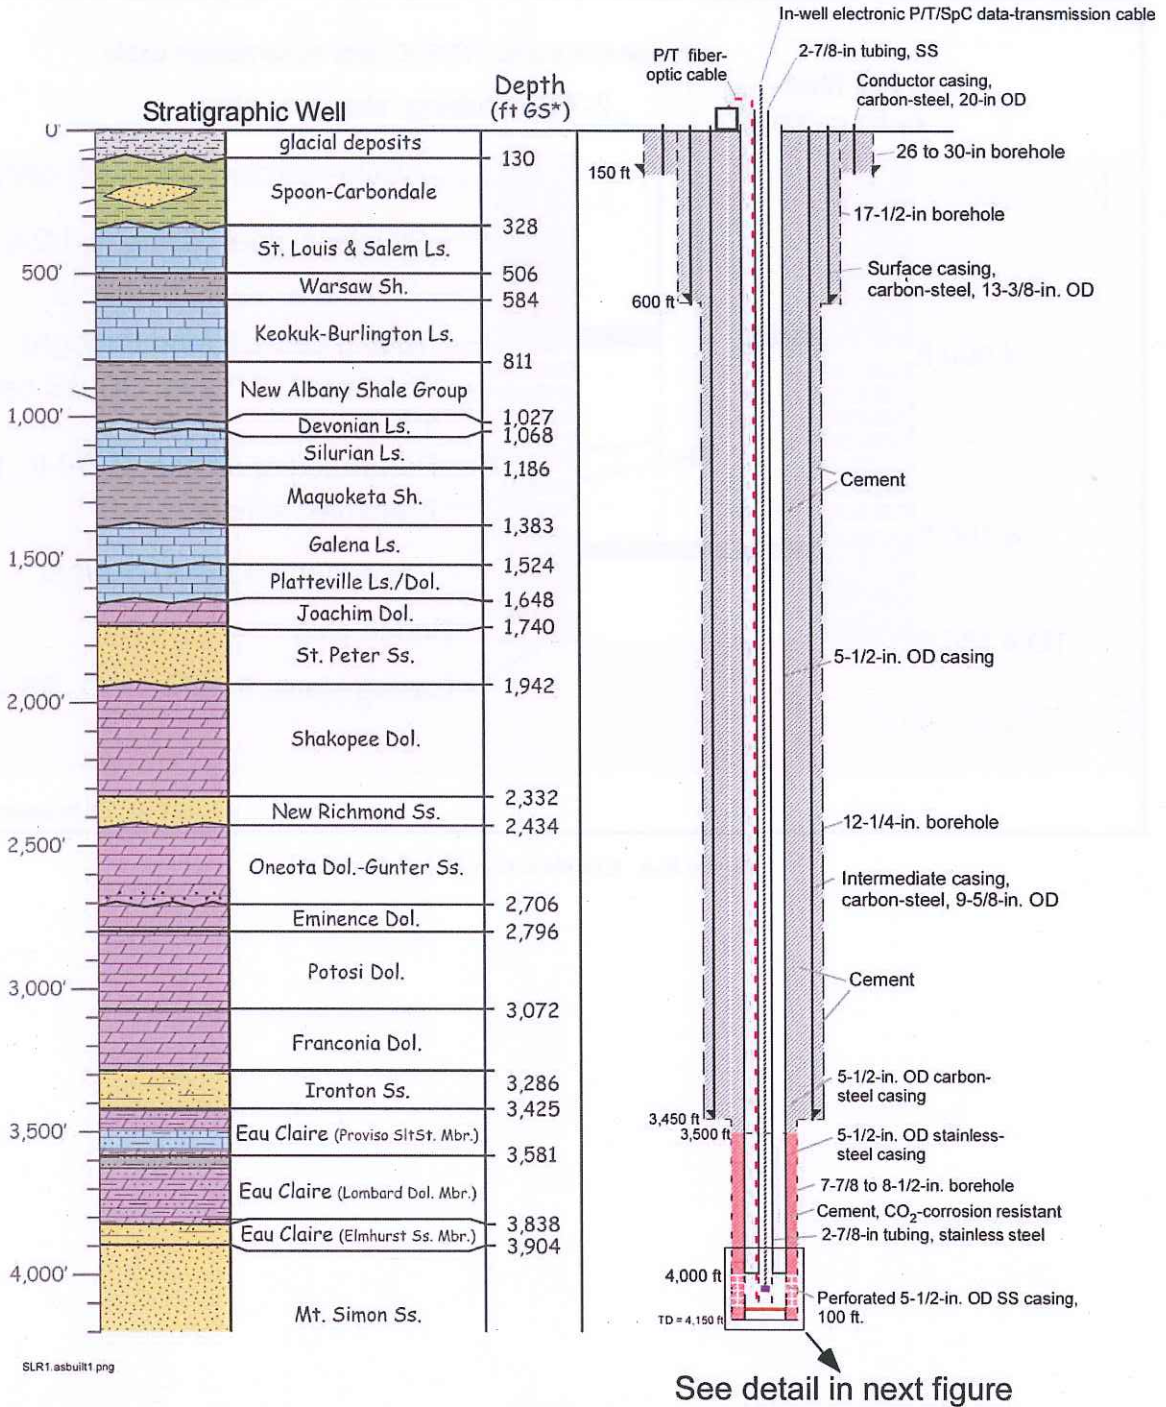 In-well electronic P/T/SpC data-transmission cable
P/T fiber-
optic cable
2-7/8-in tubing, SS
Conductor casing,
carbon-steel, 20-in OD
Stratigraphic Well
Depth
(ft GS*)
0'
glacial deposits
130
26 to 30-in borehole
150 ft
Spoon-Carbondale
17-1/2-in borehole
328
St. Louis & Salem Ls.
500'
506
Surface casing,
carbon-steel, 13-3/8-in. OD
Warsaw Sh.
584
600 ft
Keokuk-Burlington Ls.
811
New Albany Shale Group
1,000'
1,027
Devonian Ls.
1,068
Silurian Ls.
1,186
Cement
Maquoketa Sh.
1,383
Galena Ls.
1,500'
1,524
Platteville Ls./Dol.
1,648
Joachim Dol.
1,740
St. Peter Ss.
5-1/2-in. OD casing
1,942
2,000'
Shakopee Dol.
2,332
New Richmond Ss.
2,434
12-1/4-in. borehole
2,500'
Oneota Dol.-Gunter Ss.
Intermediate casing,
carbon-steel, 9-5/8-in. OD
2,706
Eminence Dol.
2,796
Potosi Dol.
Cement
3,000'
3,072
Franconia Dol.
3,286
Ironton Ss.
5-1/2-in. OD carbon-
steel casing
3,425
3,450 ft
3,500'
Eau Claire (Proviso SltSt. Mbr.)
3,500 ft
5-1/2-in. OD stainless-
steel casing
3,581
7-7/8 to 8-1/2-in. borehole
Eau Claire (Lombard Dol. Mbr.)
Cement, CO2-corrosion resistant
3,838
2-7/8-in tubing, stainless steel
Eau Claire (Elmhurst Ss. Mbr.)
3,904
4,000'
4,000 ft
Perforated 5-1/2-in. OD SS casing,
100 ft.
Mt. Simon Ss.
TD = 4,150 ft
SLR1.asbuilt1.png
See detail in next figure